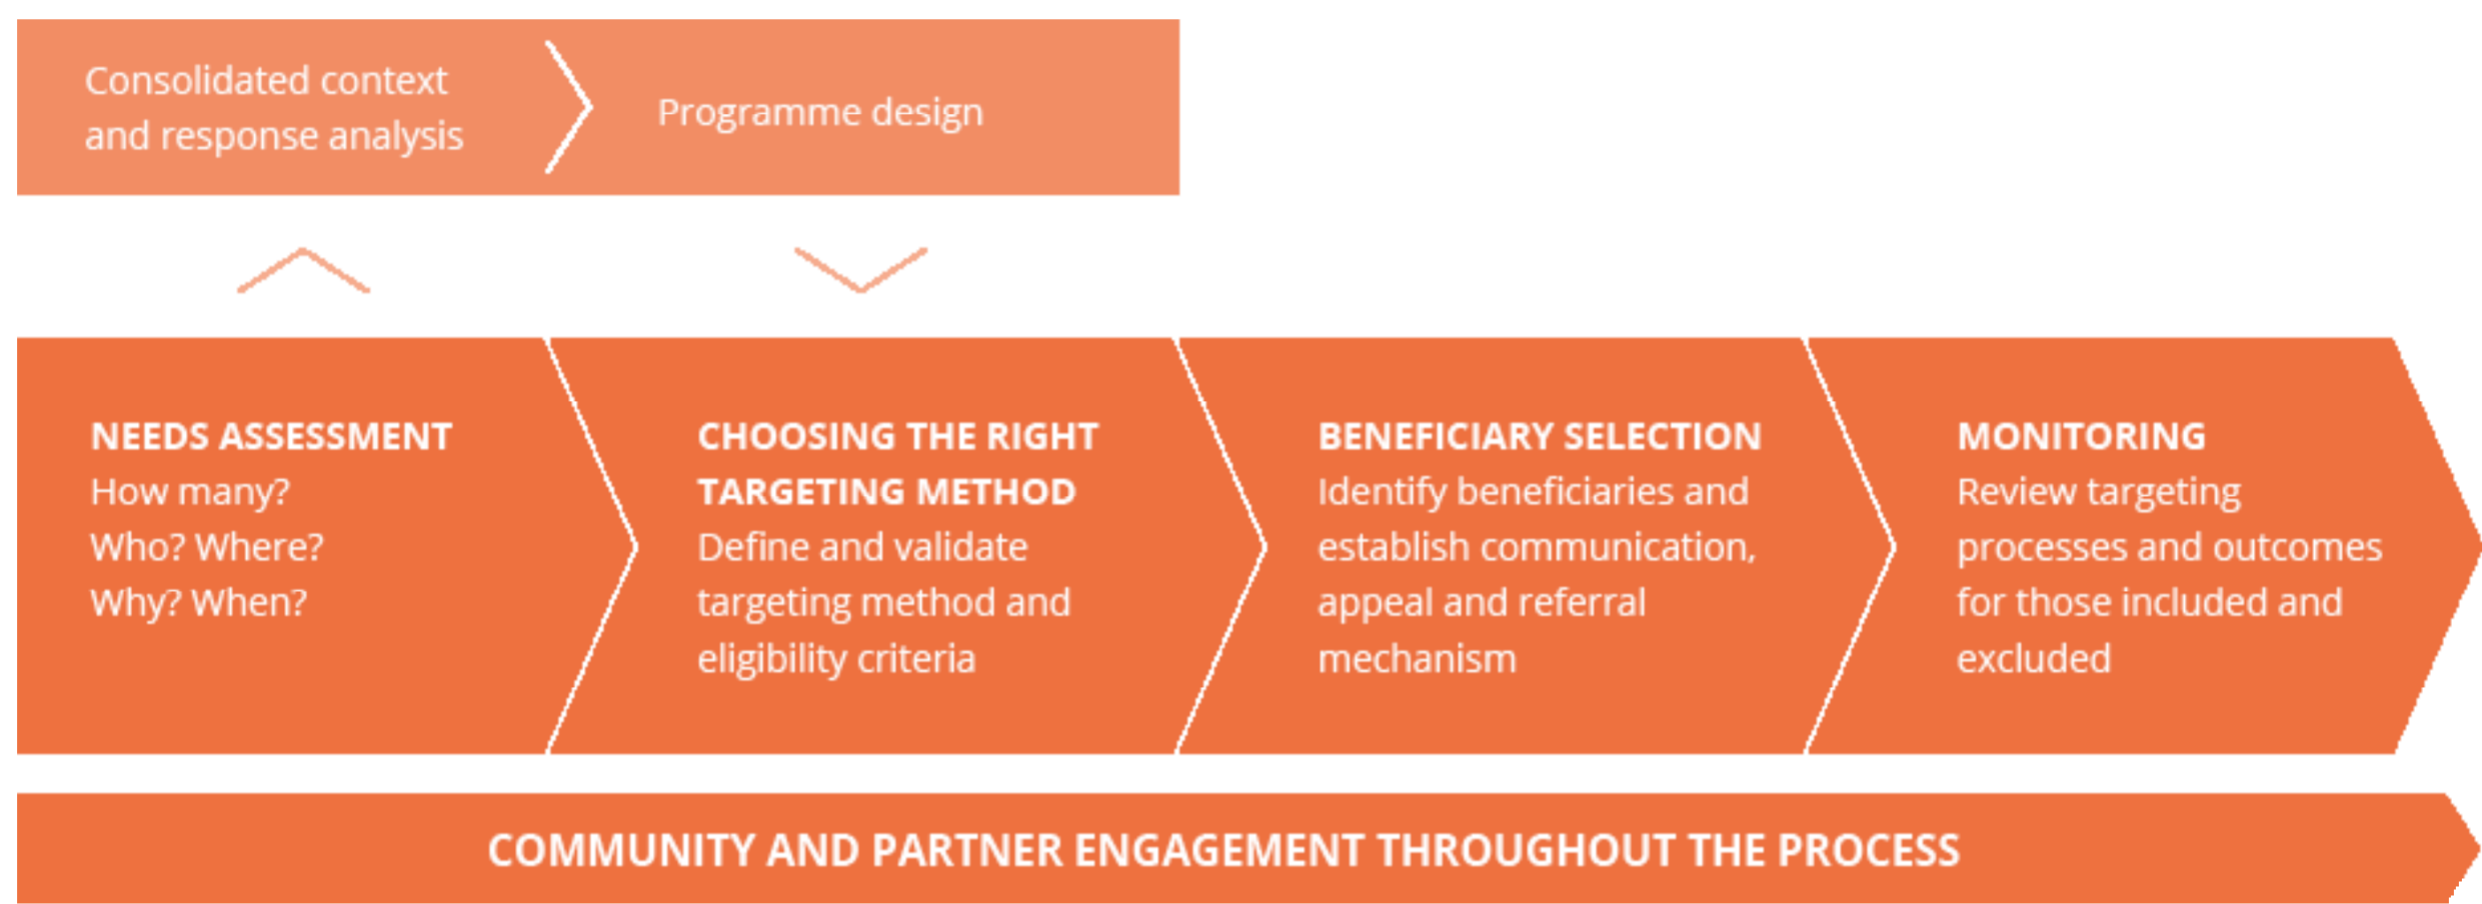 Consolidated context
and response analysis
Programme design
NEEDS ASSESSMENT
How many?
Who? Where?
Why? When?
CHOOSING THE RIGHT
TARGETING METHOD
Define and validate
targeting method and
eligibility criteria
BENEFICIARY SELECTION
Identify beneficiaries and
establish communication,
appeal and referral
mechanism
MONITORING
Review targeting
processes and outcomes
for those included and
excluded
COMMUNITY AND PARTNER ENGAGEMENT THROUGHOUT THE PROCESS